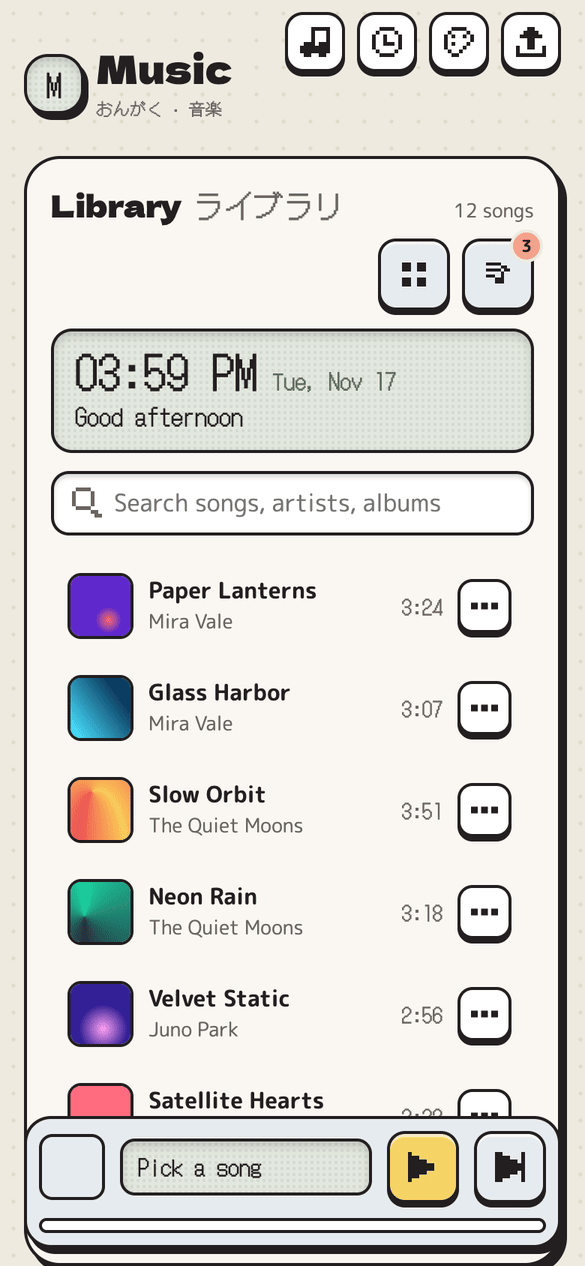 M
Music
おんがく · 音楽
Library ライブラリ
12 songs
3
03:59 PM Tue, Nov 17
Good afternoon
Search songs, artists, albums
Paper Lanterns
Mira Vale
3:24
Glass Harbor
Mira Vale
3:07
Slow Orbit
The Quiet Moons
3:51
Neon Rain
The Quiet Moons
3:18
Velvet Static
Juno Park
2:56
Satellite Hearts
Pick a song